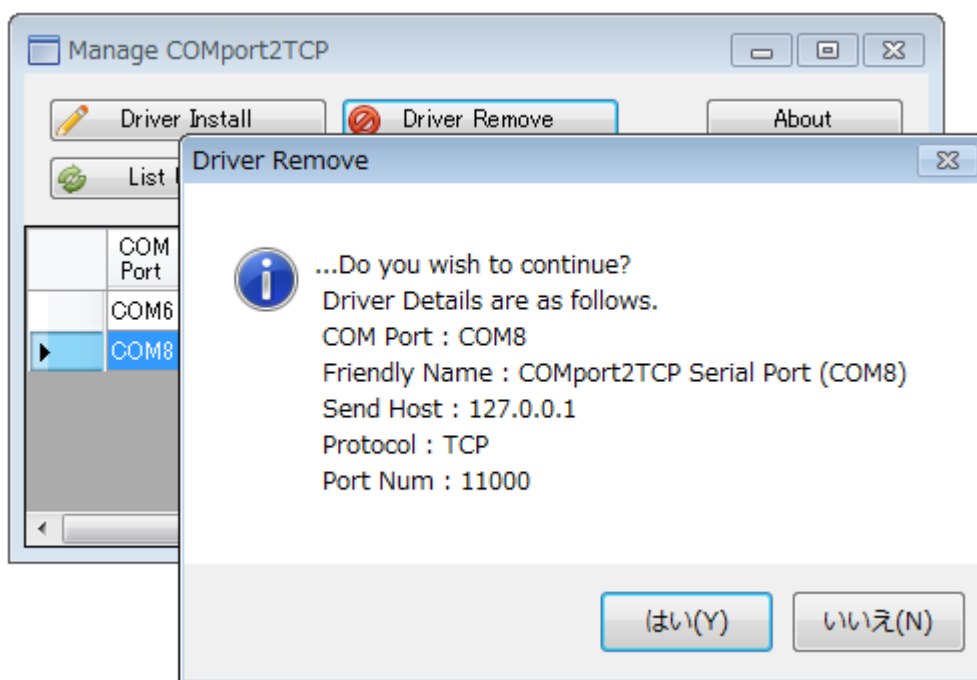 Manage COMport2TCP
Driver Install
Driver Remove
About
List
Driver Remove
COM
Port
COM6
COM8
...Do you wish to continue?
Driver Details are as follows.
COM Port : COM8
Friendly Name : COMport2TCP Serial Port (COM8)
Send Host : 127.0.0.1
Protocol : TCP
Port Num : 11000
はい(Y)
いいえ(N)